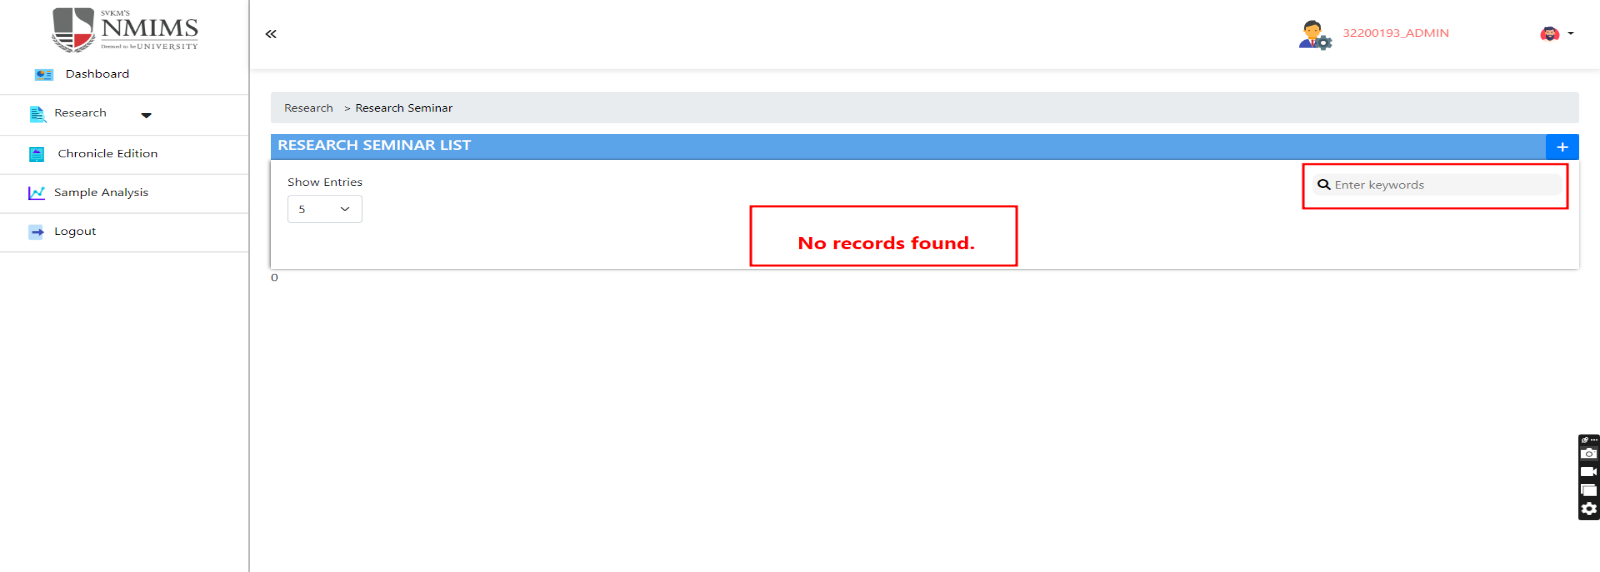 SVKM'S
NMIMS
Deemed to be UNIVERSITY
Dashboard
Research
Chronicle Edition
Sample Analysis
Logout
«
32200193_ADMIN
Research > Research Seminar
RESEARCH SEMINAR LIST
+
Show Entries
5
Enter keywords
No records found.
0